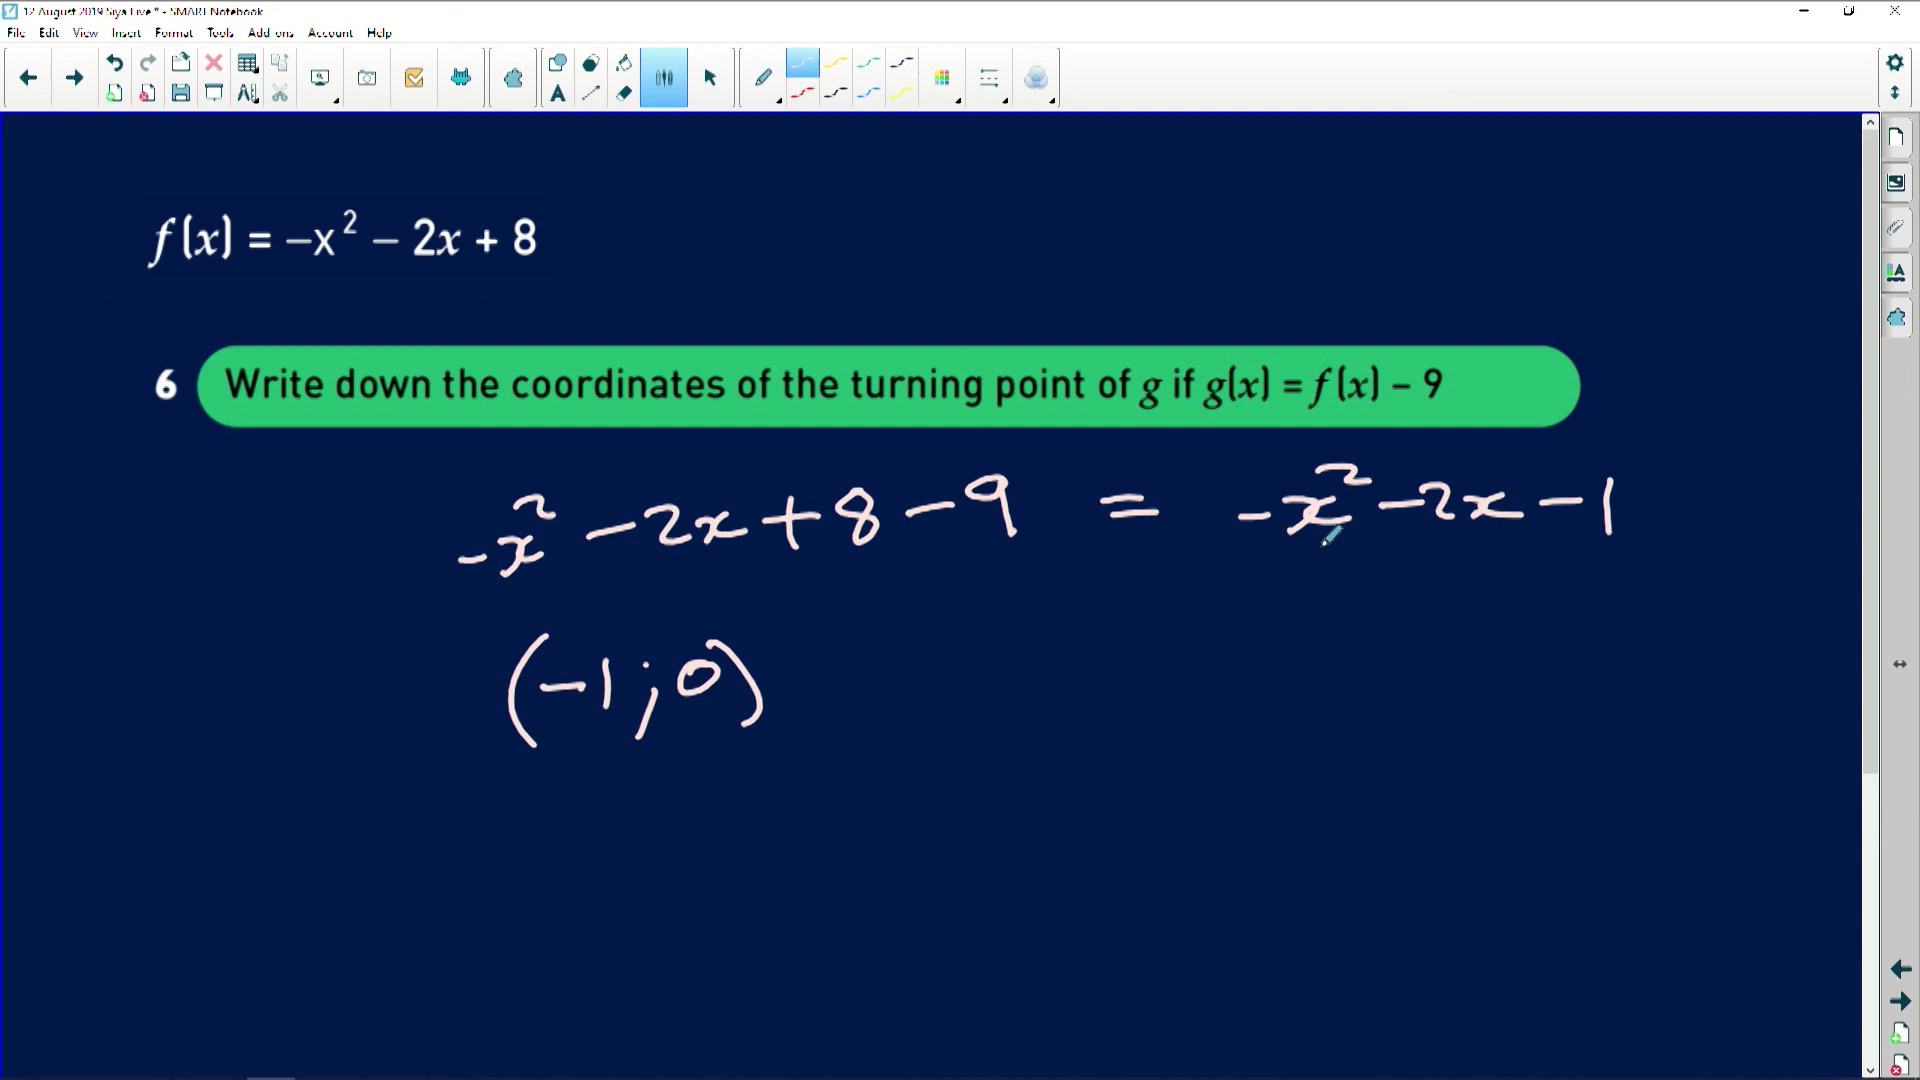 12 August 2019 Siya Live * - SMART Notebook
File Edit View Insert Format Tools Add-ons Account Help
f(x) = −x² − 2x + 8
6 Write down the coordinates of the turning point of g if g(x) = f(x) − 9
-x² - 2x + 8 - 9 = -x² - 2x - 1
(-1 ; 0)